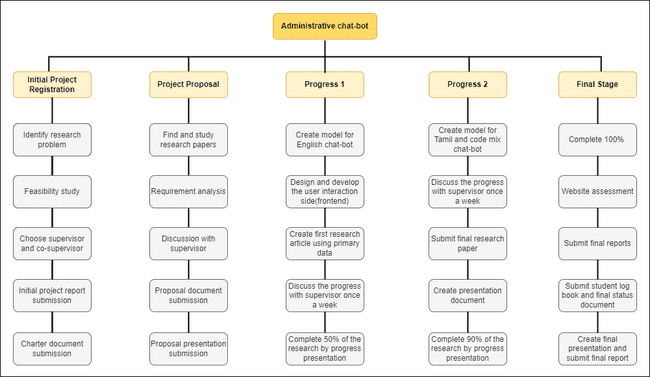 Administrative chat-bot
Initial Project
Registration
Project Proposal
Progress 1
Progress 2
Final Stage
Identify research
problem
Find and study
research papers
Create model for
English chat-bot
Create model for
Tamil and code mix
chat-bot
Complete 100%
Feasibility study
Requirement analysis
Design and develop
the user interaction
side(frontend)
Discuss the progress
with supervisor once
a week
Website assessment
Choose supervisor
and co-supervisor
Discussion with
supervisor
Create first research
article using primary
data
Submit final research
paper
Submit final reports
Initial project report
submission
Proposal document
submission
Discuss the progress
with supervisor once
a week
Create presentation
document
Submit student log
book and final status
document
Charter document
submission
Proposal presentation
submission
Complete 50% of the
research by progress
presentation
Complete 90% of the
research by progress
presentation
Create final
presentation and
submit final report